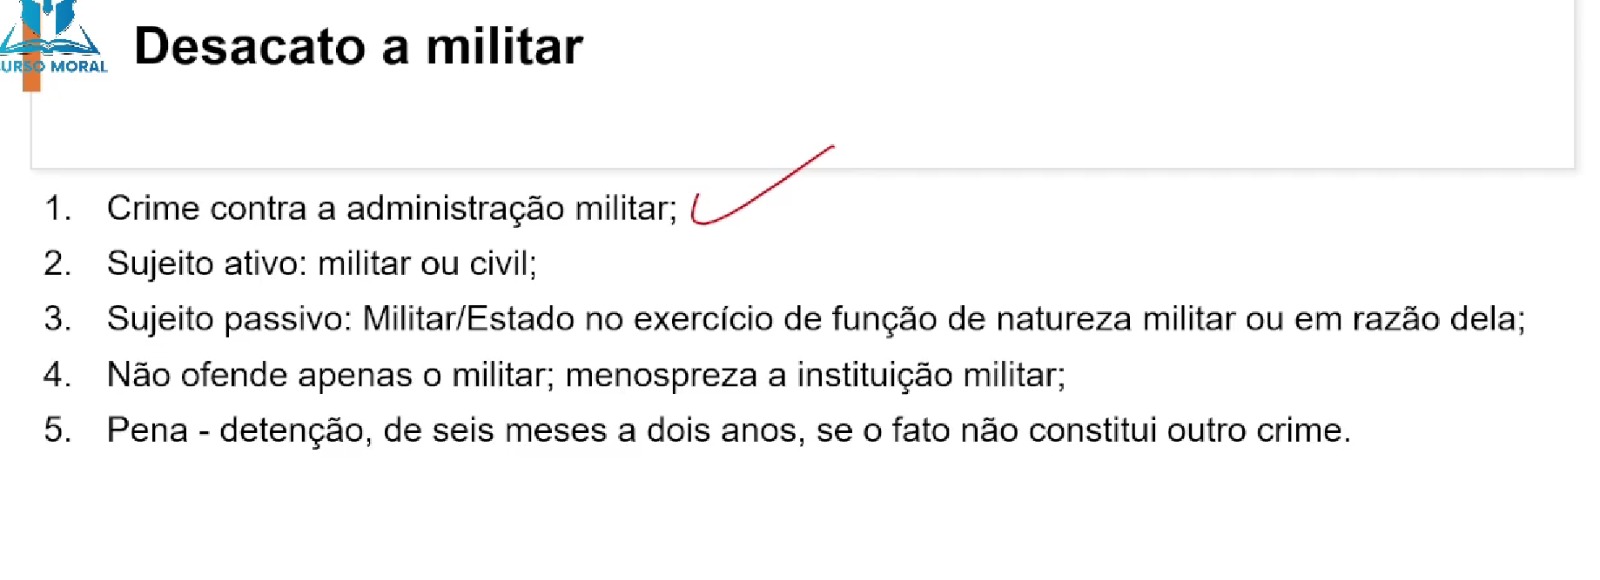 Desacato a militar
URSO MORAL
1. Crime contra a administração militar;
2. Sujeito ativo: militar ou civil;
3. Sujeito passivo: Militar/Estado no exercício de função de natureza militar ou em razão dela;
4. Não ofende apenas o militar; menospreza a instituição militar;
5. Pena - detenção, de seis meses a dois anos, se o fato não constitui outro crime.